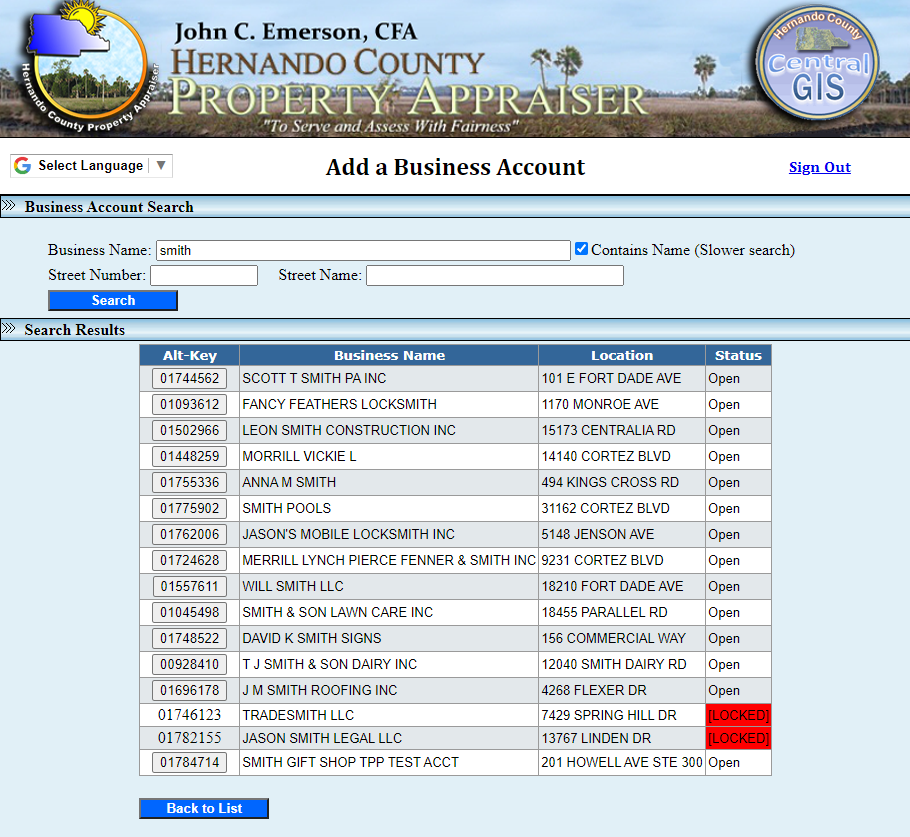 John C. Emerson, CFA
HERNANDO COUNTY
PROPERTY APPRAISER
"To Serve and Assess With Fairness"
Hernando County Property Appraiser
Hernando County
Central
GIS
Select Language ▼
Add a Business Account
Sign Out
Business Account Search
Business Name: smith Contains Name (Slower search)
Street Number: Street Name:
Search
Search Results
Alt-Key Business Name Location Status
01744562 SCOTT T SMITH PA INC 101 E FORT DADE AVE Open
01093612 FANCY FEATHERS LOCKSMITH 1170 MONROE AVE Open
01502966 LEON SMITH CONSTRUCTION INC 15173 CENTRALIA RD Open
01448259 MORRILL VICKIE L 14140 CORTEZ BLVD Open
01755336 ANNA M SMITH 494 KINGS CROSS RD Open
01775902 SMITH POOLS 31162 CORTEZ BLVD Open
01762006 JASON'S MOBILE LOCKSMITH INC 5148 JENSON AVE Open
01724628 MERRILL LYNCH PIERCE FENNER & SMITH INC 9231 CORTEZ BLVD Open
01557611 WILL SMITH LLC 18210 FORT DADE AVE Open
01045498 SMITH & SON LAWN CARE INC 18455 PARALLEL RD Open
01748522 DAVID K SMITH SIGNS 156 COMMERCIAL WAY Open
00928410 T J SMITH & SON DAIRY INC 12040 SMITH DAIRY RD Open
01696178 J M SMITH ROOFING INC 4268 FLEXER DR Open
01746123 TRADESMITH LLC 7429 SPRING HILL DR [LOCKED]
01782155 JASON SMITH LEGAL LLC 13767 LINDEN DR [LOCKED]
01784714 SMITH GIFT SHOP TPP TEST ACCT 201 HOWELL AVE STE 300 Open
Back to List